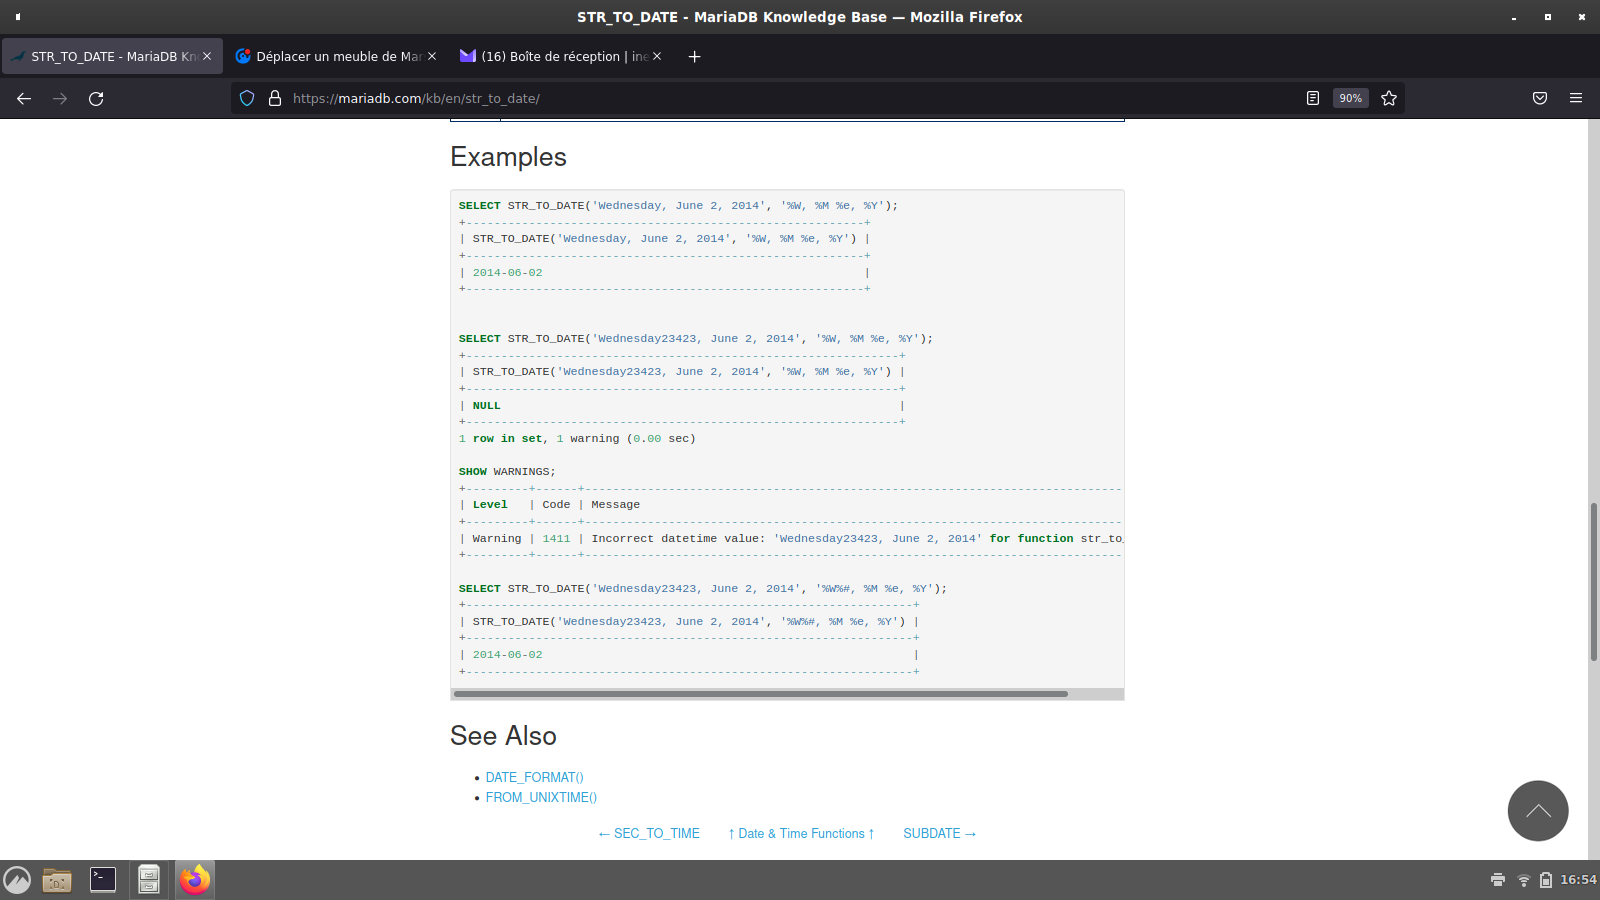 STR_TO_DATE - MariaDB Knowledge Base — Mozilla Firefox
STR_TO_DATE - MariaDB Kn
Déplacer un meuble de Mar
(16) Boîte de réception | ine
https://mariadb.com/kb/en/str_to_date/
90%
Examples
SELECT STR_TO_DATE('Wednesday, June 2, 2014', '%W, %M %e, %Y');
+---------------------------------------------------------+
| STR_TO_DATE('Wednesday, June 2, 2014', '%W, %M %e, %Y') |
+---------------------------------------------------------+
| 2014-06-02                                              |
+---------------------------------------------------------+
SELECT STR_TO_DATE('Wednesday23423, June 2, 2014', '%W, %M %e, %Y');
+--------------------------------------------------------------+
| STR_TO_DATE('Wednesday23423, June 2, 2014', '%W, %M %e, %Y') |
+--------------------------------------------------------------+
| NULL                                                         |
+--------------------------------------------------------------+
1 row in set, 1 warning (0.00 sec)
SHOW WARNINGS;
+---------+------+-----------------------------------------------------------------------------
| Level   | Code | Message
+---------+------+-----------------------------------------------------------------------------
| Warning | 1411 | Incorrect datetime value: 'Wednesday23423, June 2, 2014' for function str_to_
+---------+------+-----------------------------------------------------------------------------
SELECT STR_TO_DATE('Wednesday23423, June 2, 2014', '%W%#, %M %e, %Y');
+----------------------------------------------------------------+
| STR_TO_DATE('Wednesday23423, June 2, 2014', '%W%#, %M %e, %Y') |
+----------------------------------------------------------------+
| 2014-06-02                                                     |
+----------------------------------------------------------------+
See Also
• DATE_FORMAT()
• FROM_UNIXTIME()
← SEC_TO_TIME
↑ Date & Time Functions ↑
SUBDATE →
16:54